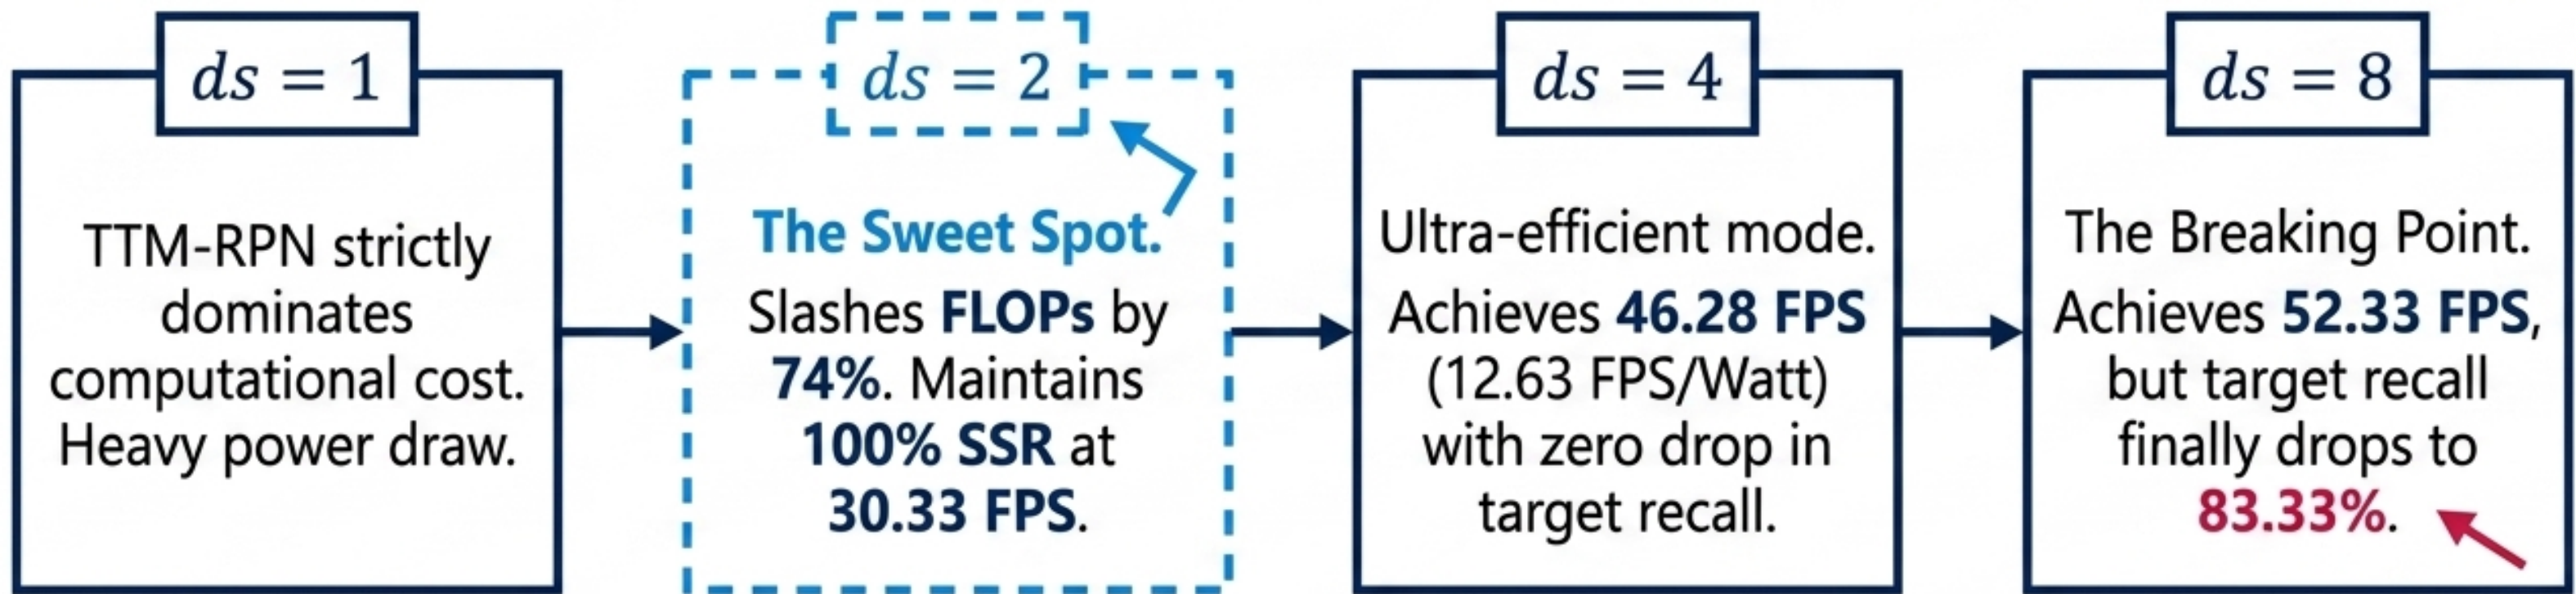 ds = 1
TTM-RPN strictly
dominates
computational cost.
Heavy power draw.
ds = 2
The Sweet Spot.
Slashes FLOPs by
74%. Maintains
100% SSR at
30.33 FPS.
ds = 4
Ultra-efficient mode.
Achieves 46.28 FPS
(12.63 FPS/Watt)
with zero drop in
target recall.
ds = 8
The Breaking Point.
Achieves 52.33 FPS,
but target recall
finally drops to
83.33%.